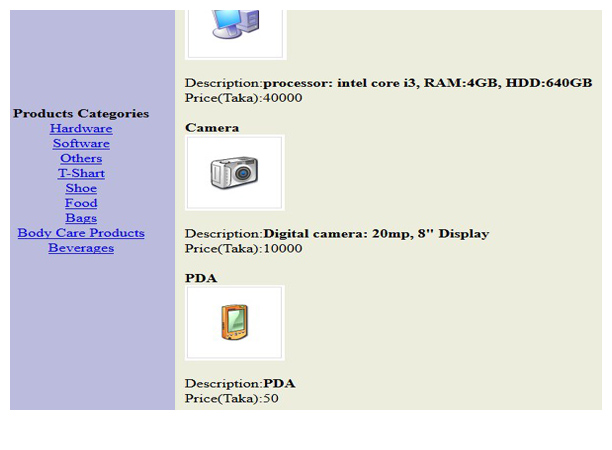 Products Categories
Hardware
Software
Others
T-Shart
Shoe
Food
Bags
Body Care Products
Beverages
Description:processor: intel core i3, RAM:4GB, HDD:640GB
Price(Taka):40000
Camera
Description:Digital camera: 20mp, 8" Display
Price(Taka):10000
PDA
Description:PDA
Price(Taka):50